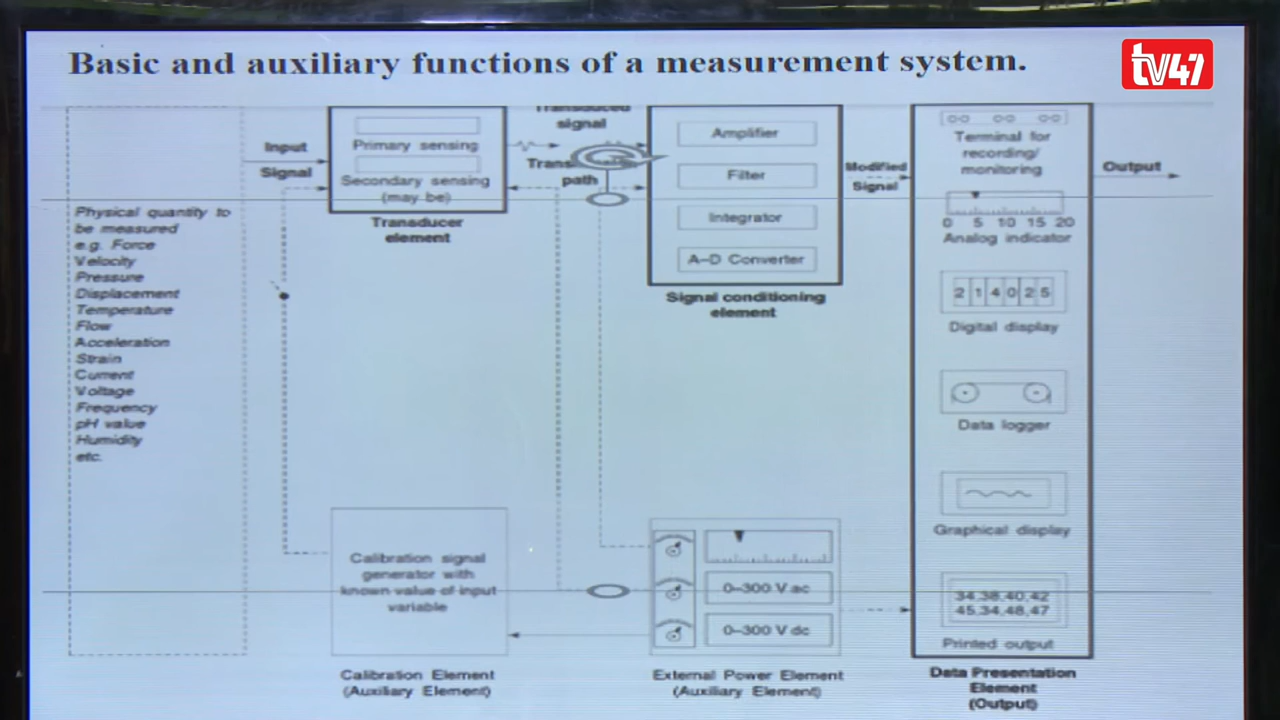 Basic and auxiliary functions of a measurement system.
tv47
Physical quantity to
be measured
e.g. Force
Velocity
Pressure
Displacement
Temperature
Flow
Acceleration
Strain
Current
Voltage
Frequency
pH value
Humidity
etc.
Input
Signal
Primary sensing
Secondary sensing
(may be)
Transducer
element
Transduced
signal
path
Amplifier
Filter
Integrator
A–D Converter
Signal conditioning
element
Modified
Signal
Terminal for
recording/
monitoring
0 5 10 15 20
Analog indicator
2 1 4 0 2 5
Digital display
Data logger
Graphical display
34.38,40,42
45.34,48,47
Printed output
Data Presentation
Element
(Output)
Output
Calibration signal
generator with
known value of input
variable
Calibration Element
(Auxiliary Element)
0–300 V ac
0–300 V dc
External Power Element
(Auxiliary Element)